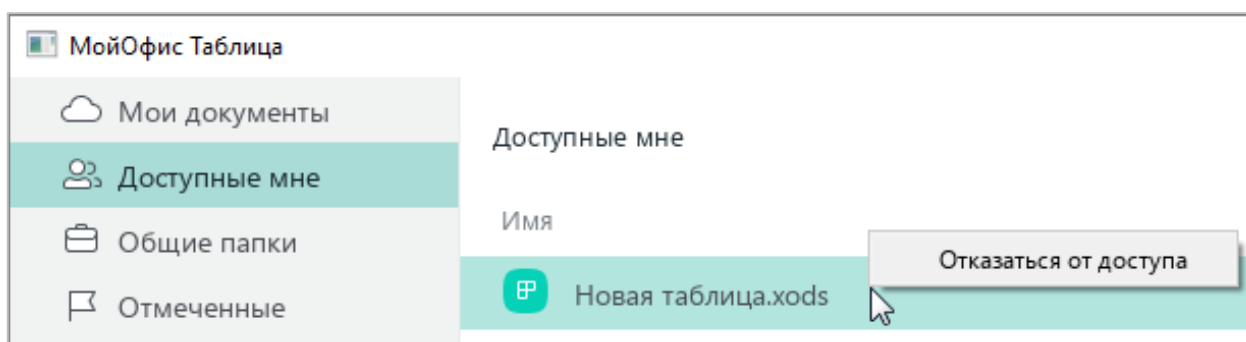 МойОфис Таблица
Мои документы
Доступные мне
Общие папки
Отмеченные
Доступные мне
Имя
Новая таблица.xods
Отказаться от доступа